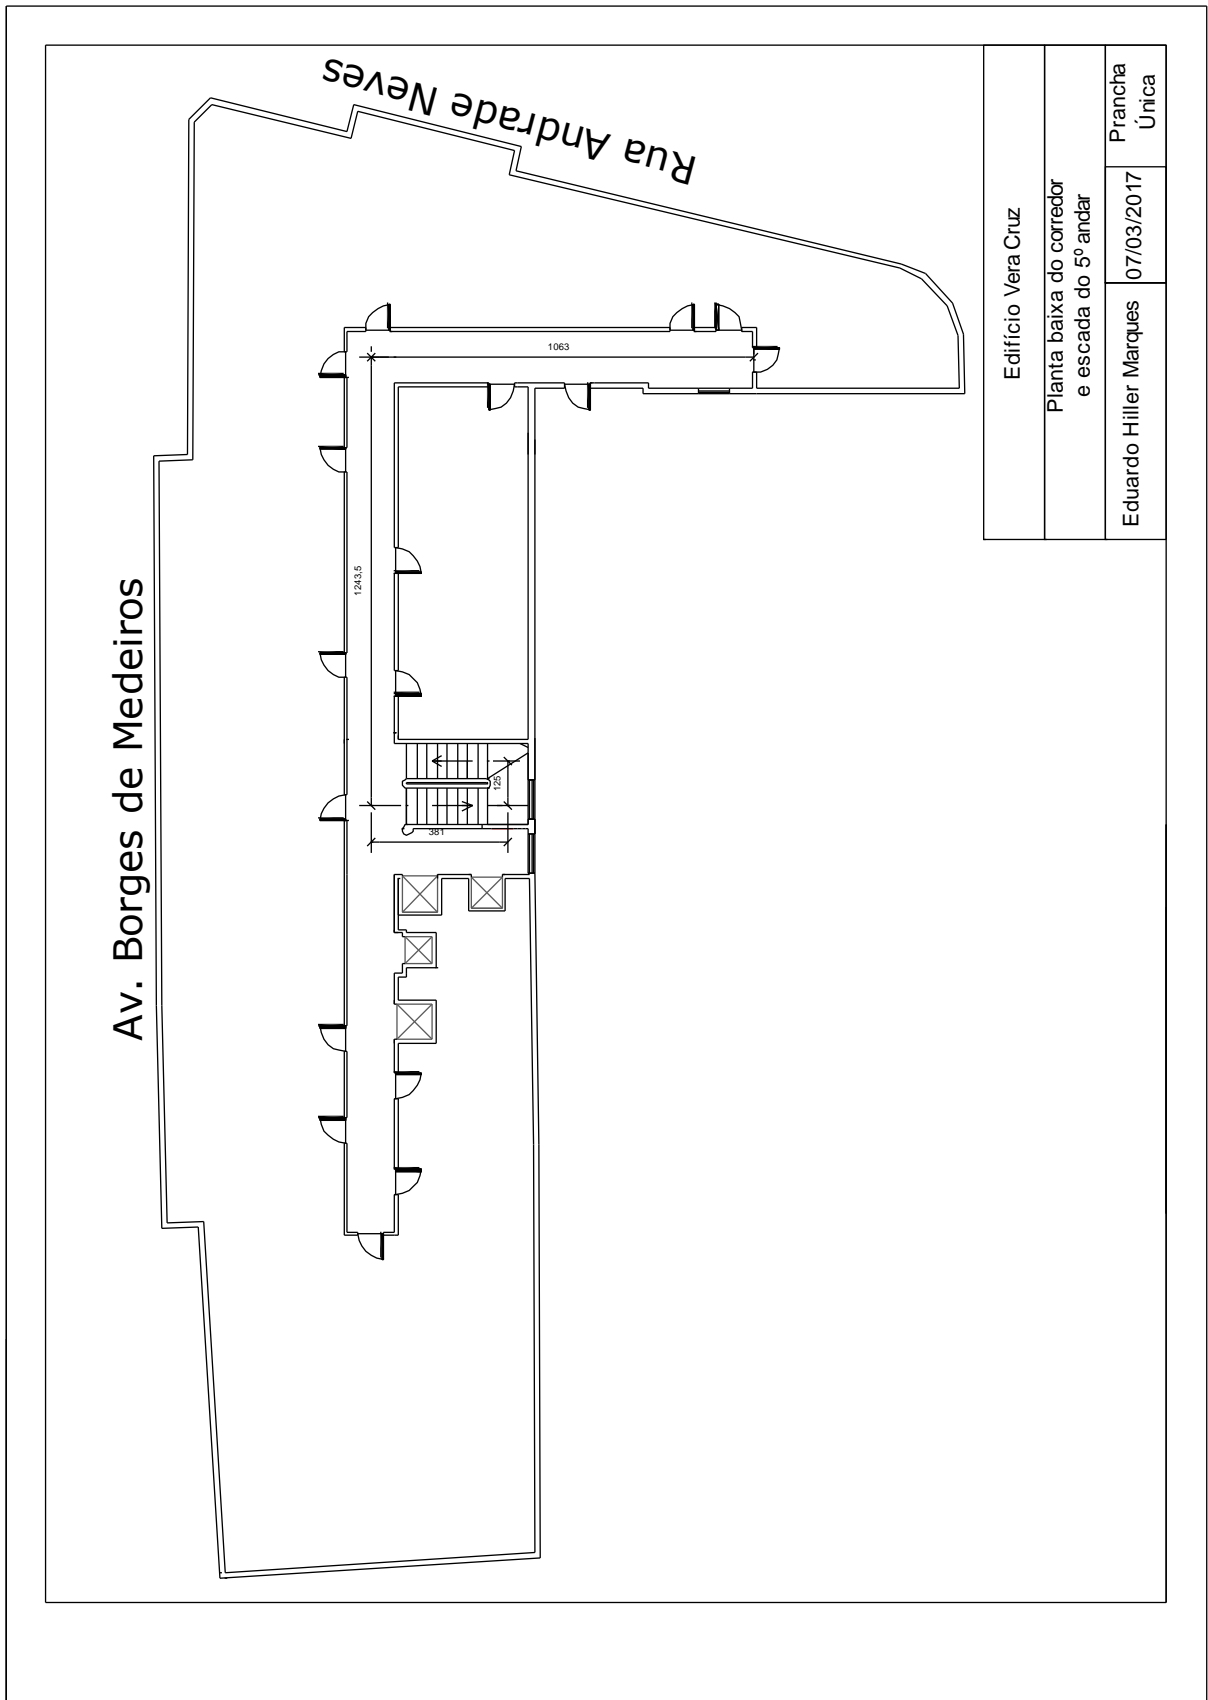 Rua Andrade Neves
Av. Borges de Medeiros
1063
1243,5
125
381
Edifício Vera Cruz
Planta baixa do corredor
e escada do 5º andar
Eduardo Hiller Marques
07/03/2017
Prancha
Única